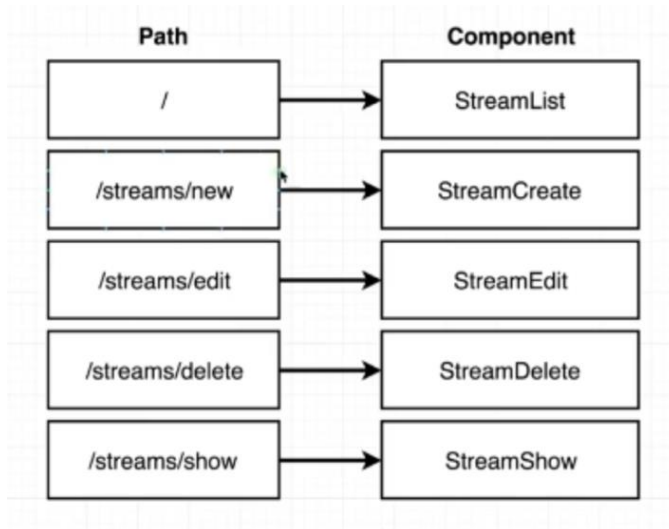 Path Component
/ StreamList
/streams/new StreamCreate
/streams/edit StreamEdit
/streams/delete StreamDelete
/streams/show StreamShow